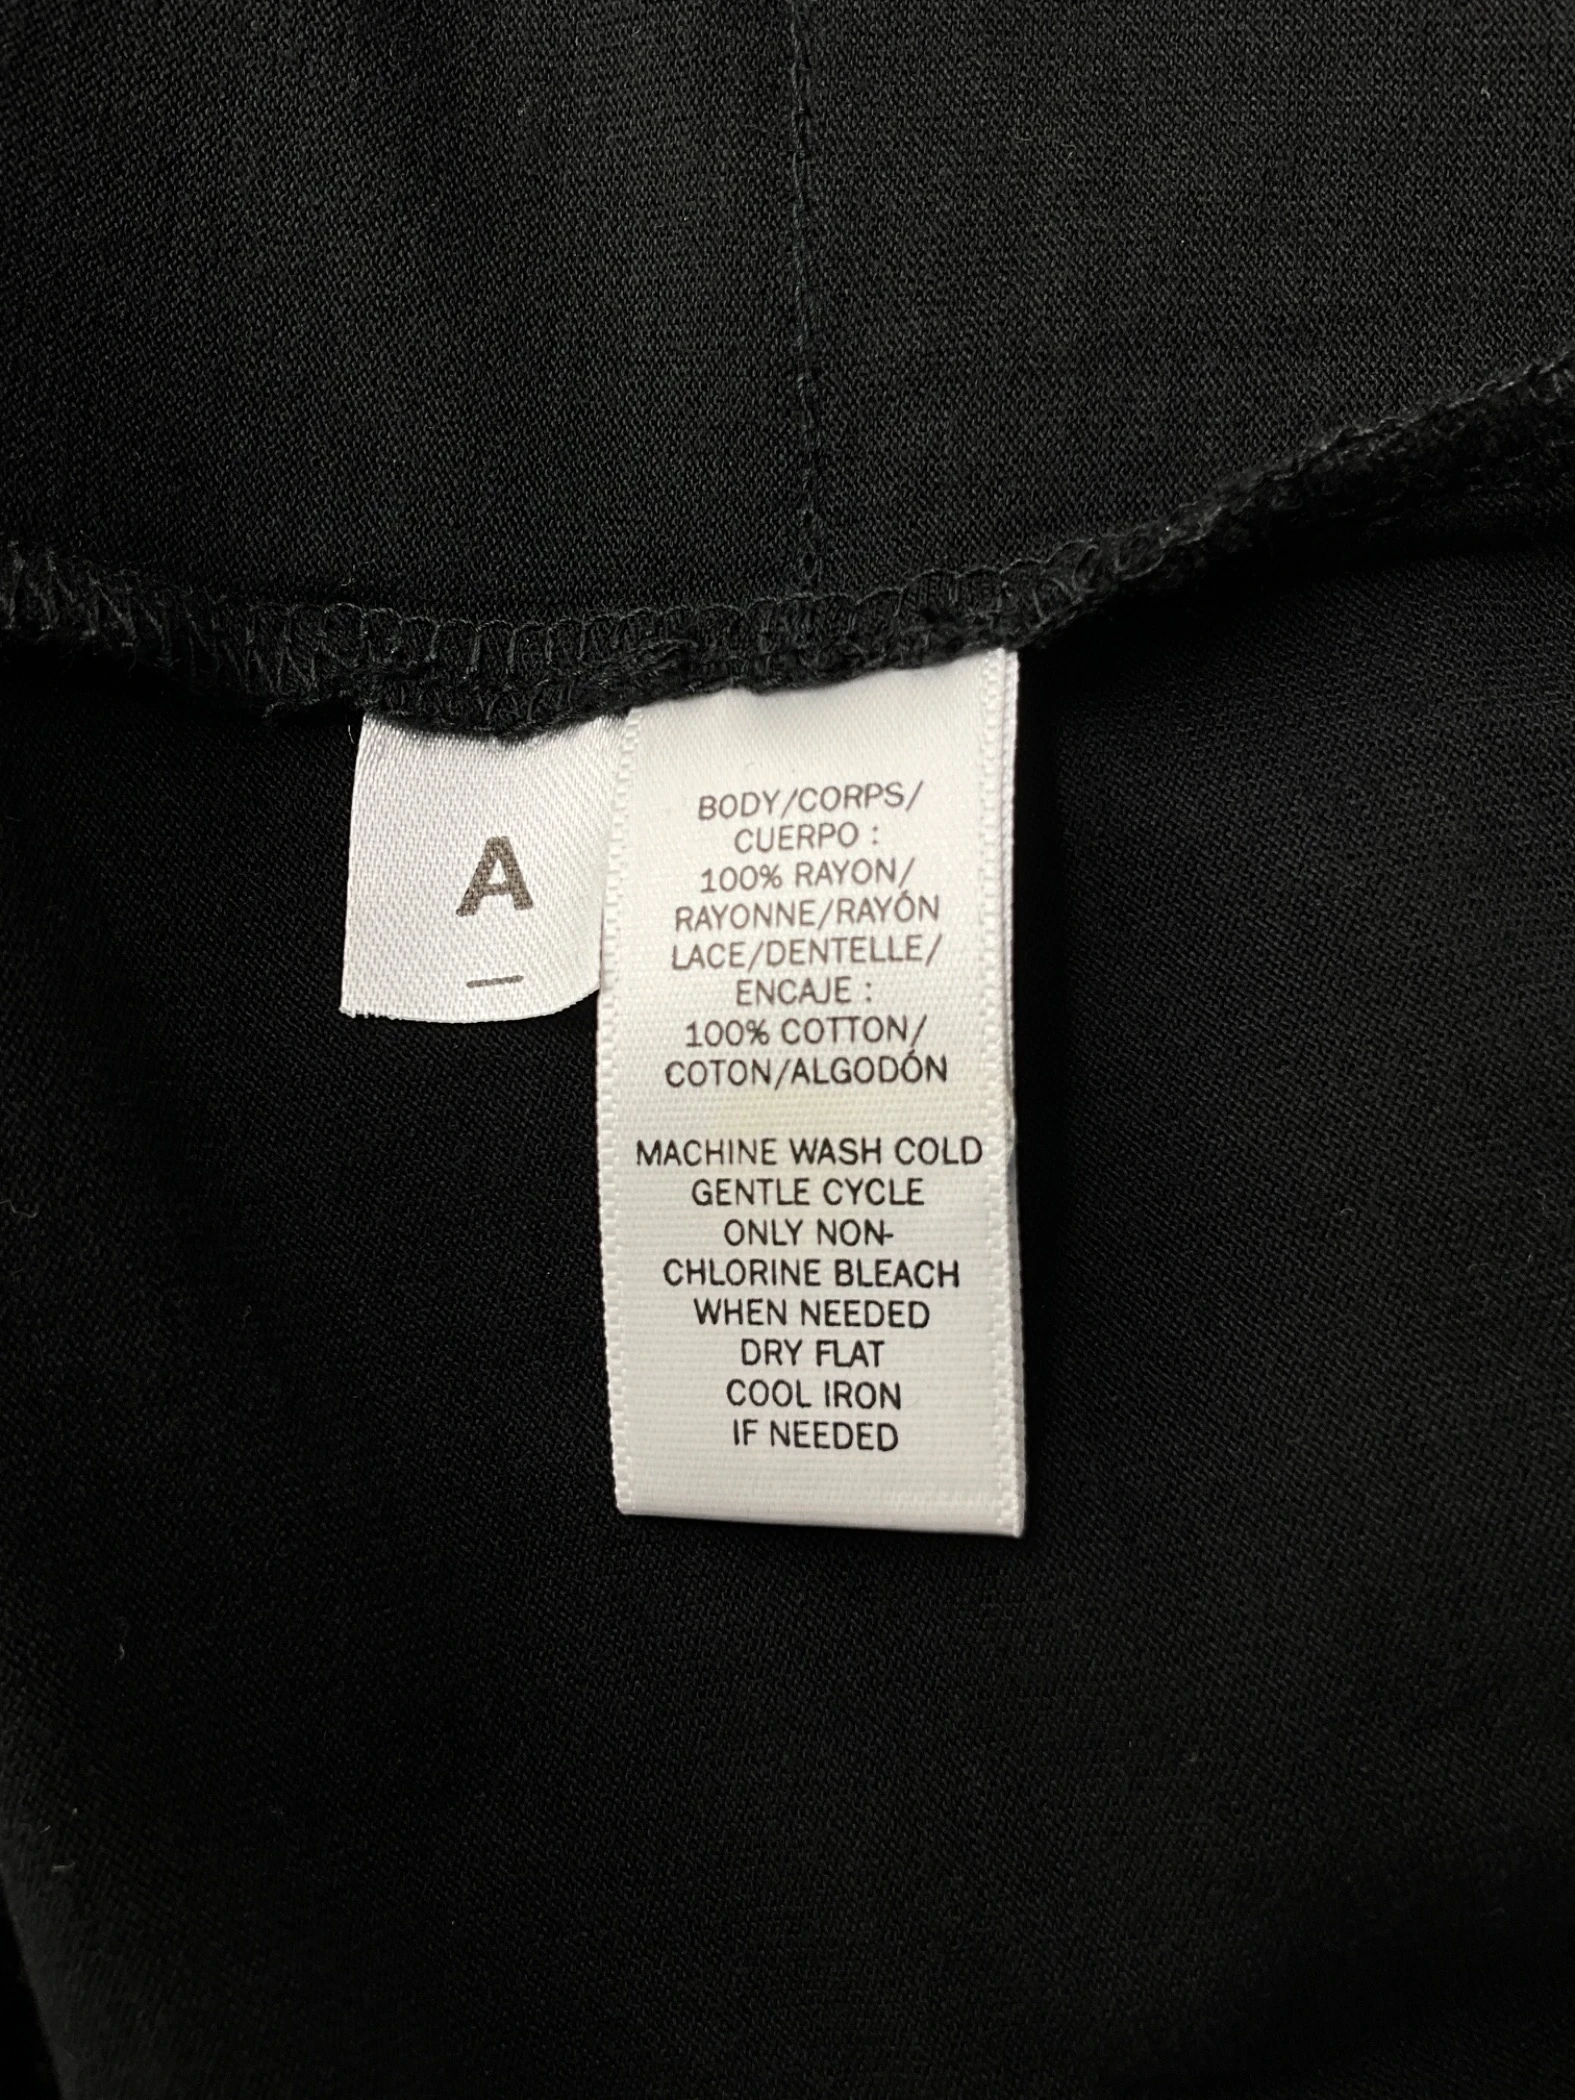 A
BODY/CORPS/
CUERPO :
100% RAYON/
RAYONNE/RAYÓN
LACE/DENTELLE/
ENCAJE :
100% COTTON/
COTON/ALGODÓN
MACHINE WASH COLD
GENTLE CYCLE
ONLY NON-
CHLORINE BLEACH
WHEN NEEDED
DRY FLAT
COOL IRON
IF NEEDED